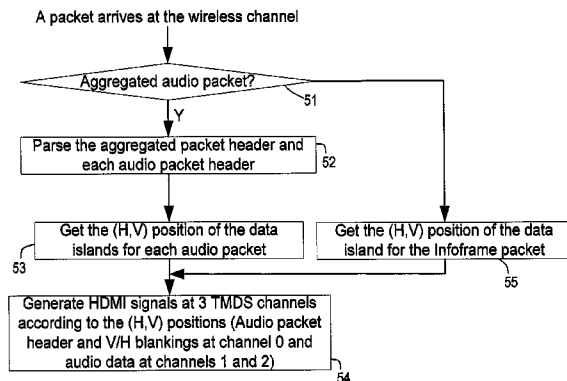 A packet arrives at the wireless channel
Aggregated audio packet?
51
Y
Parse the aggregated packet header and
each audio packet header
52
Get the (H,V) position of the data
islands for each audio packet
53
Get the (H,V) position of the data
island for the Infoframe packet
55
Generate HDMI signals at 3 TMDS channels
according to the (H,V) positions (Audio packet
header and V/H blankings at channel 0 and
audio data at channels 1 and 2)
54